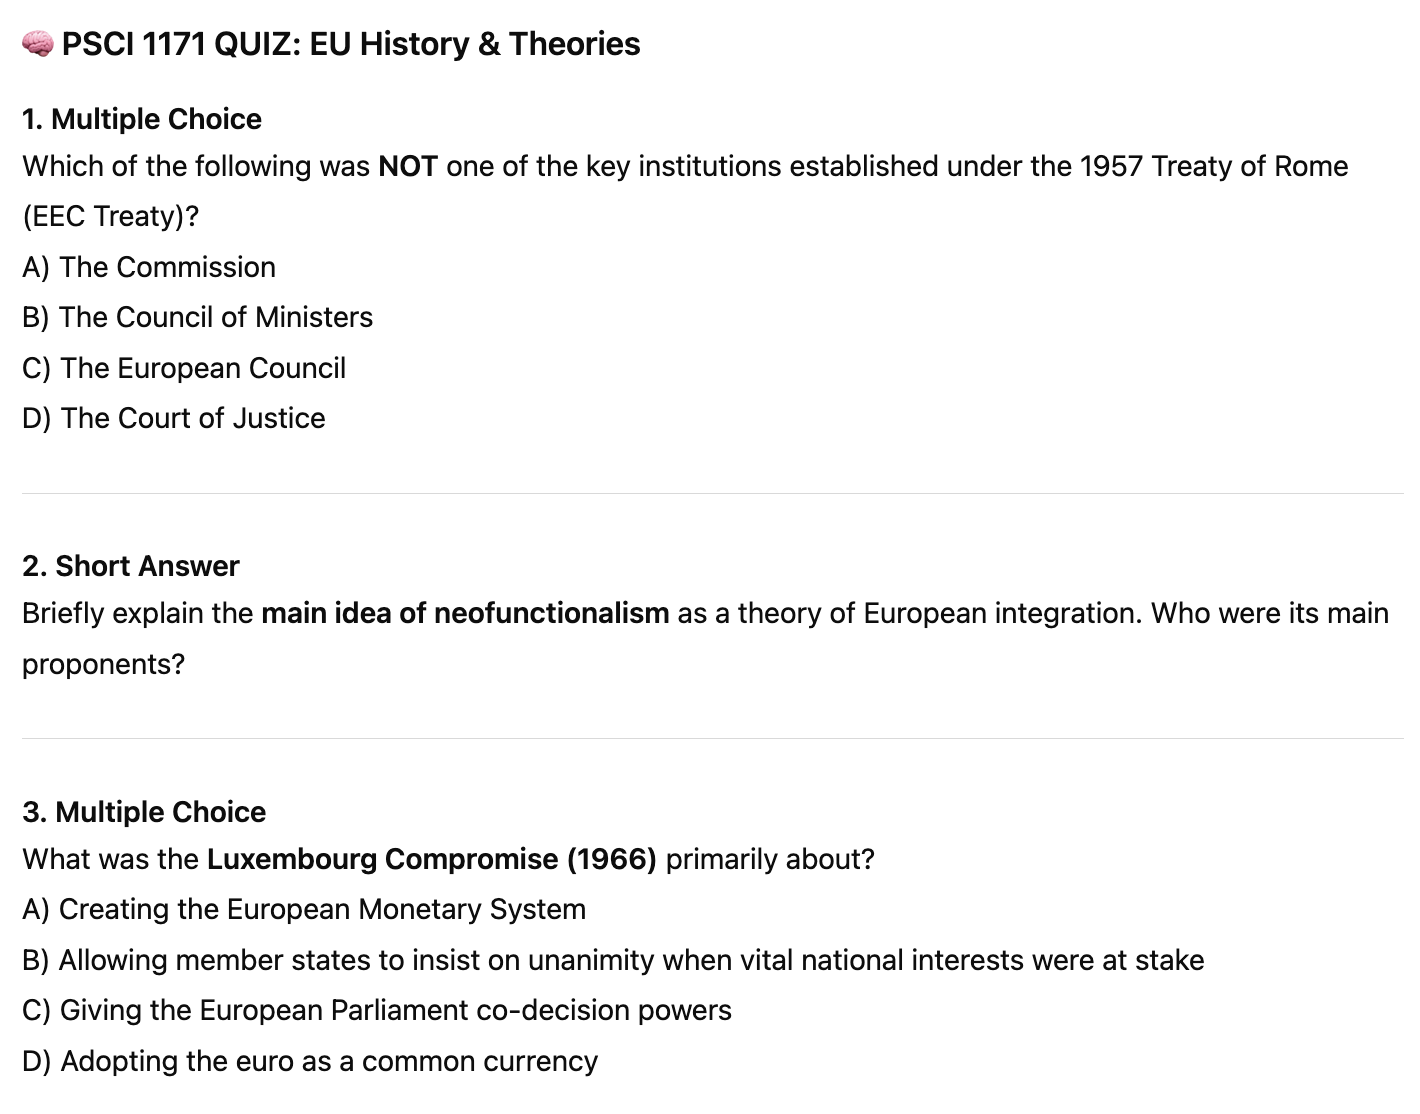 🧠 PSCI 1171 QUIZ: EU History & Theories
1. Multiple Choice
Which of the following was NOT one of the key institutions established under the 1957 Treaty of Rome
(EEC Treaty)?
A) The Commission
B) The Council of Ministers
C) The European Council
D) The Court of Justice
2. Short Answer
Briefly explain the main idea of neofunctionalism as a theory of European integration. Who were its main
proponents?
3. Multiple Choice
What was the Luxembourg Compromise (1966) primarily about?
A) Creating the European Monetary System
B) Allowing member states to insist on unanimity when vital national interests were at stake
C) Giving the European Parliament co-decision powers
D) Adopting the euro as a common currency